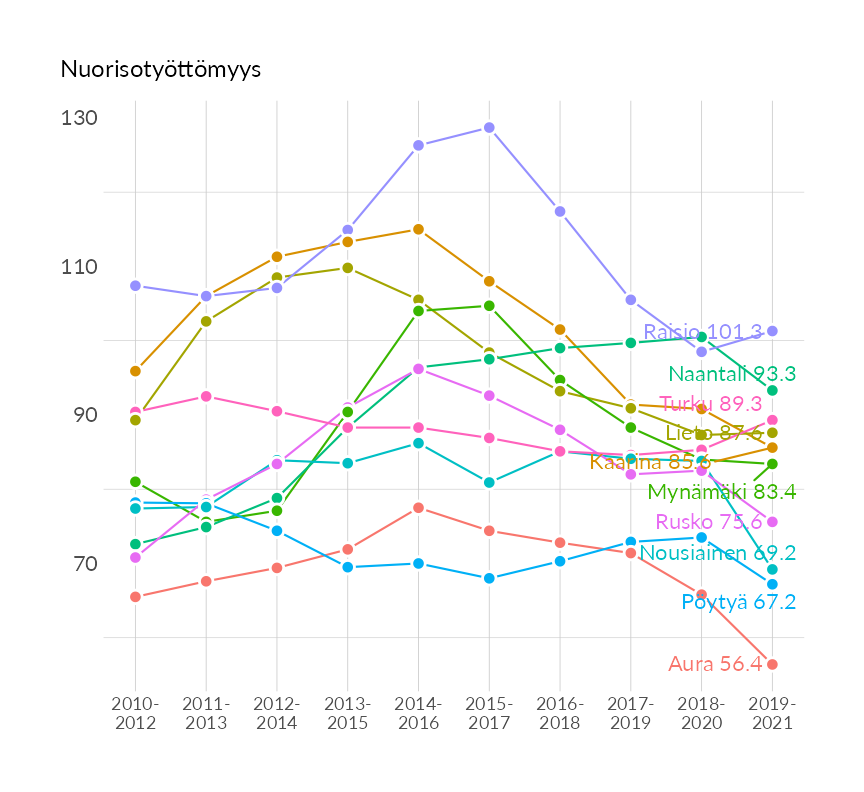 Nuorisotyöttömyys
130
110
90
70
Raisio 101.3
Naantali 93.3
Turku 89.3
Lieto 87.6
Kaarina 85.6
Mynämäki 83.4
Rusko 75.6
Nousiainen 69.2
Pöytyä 67.2
Aura 56.4
2010- 2011- 2012- 2013- 2014- 2015- 2016- 2017- 2018- 2019-
2012 2013 2014 2015 2016 2017 2018 2019 2020 2021